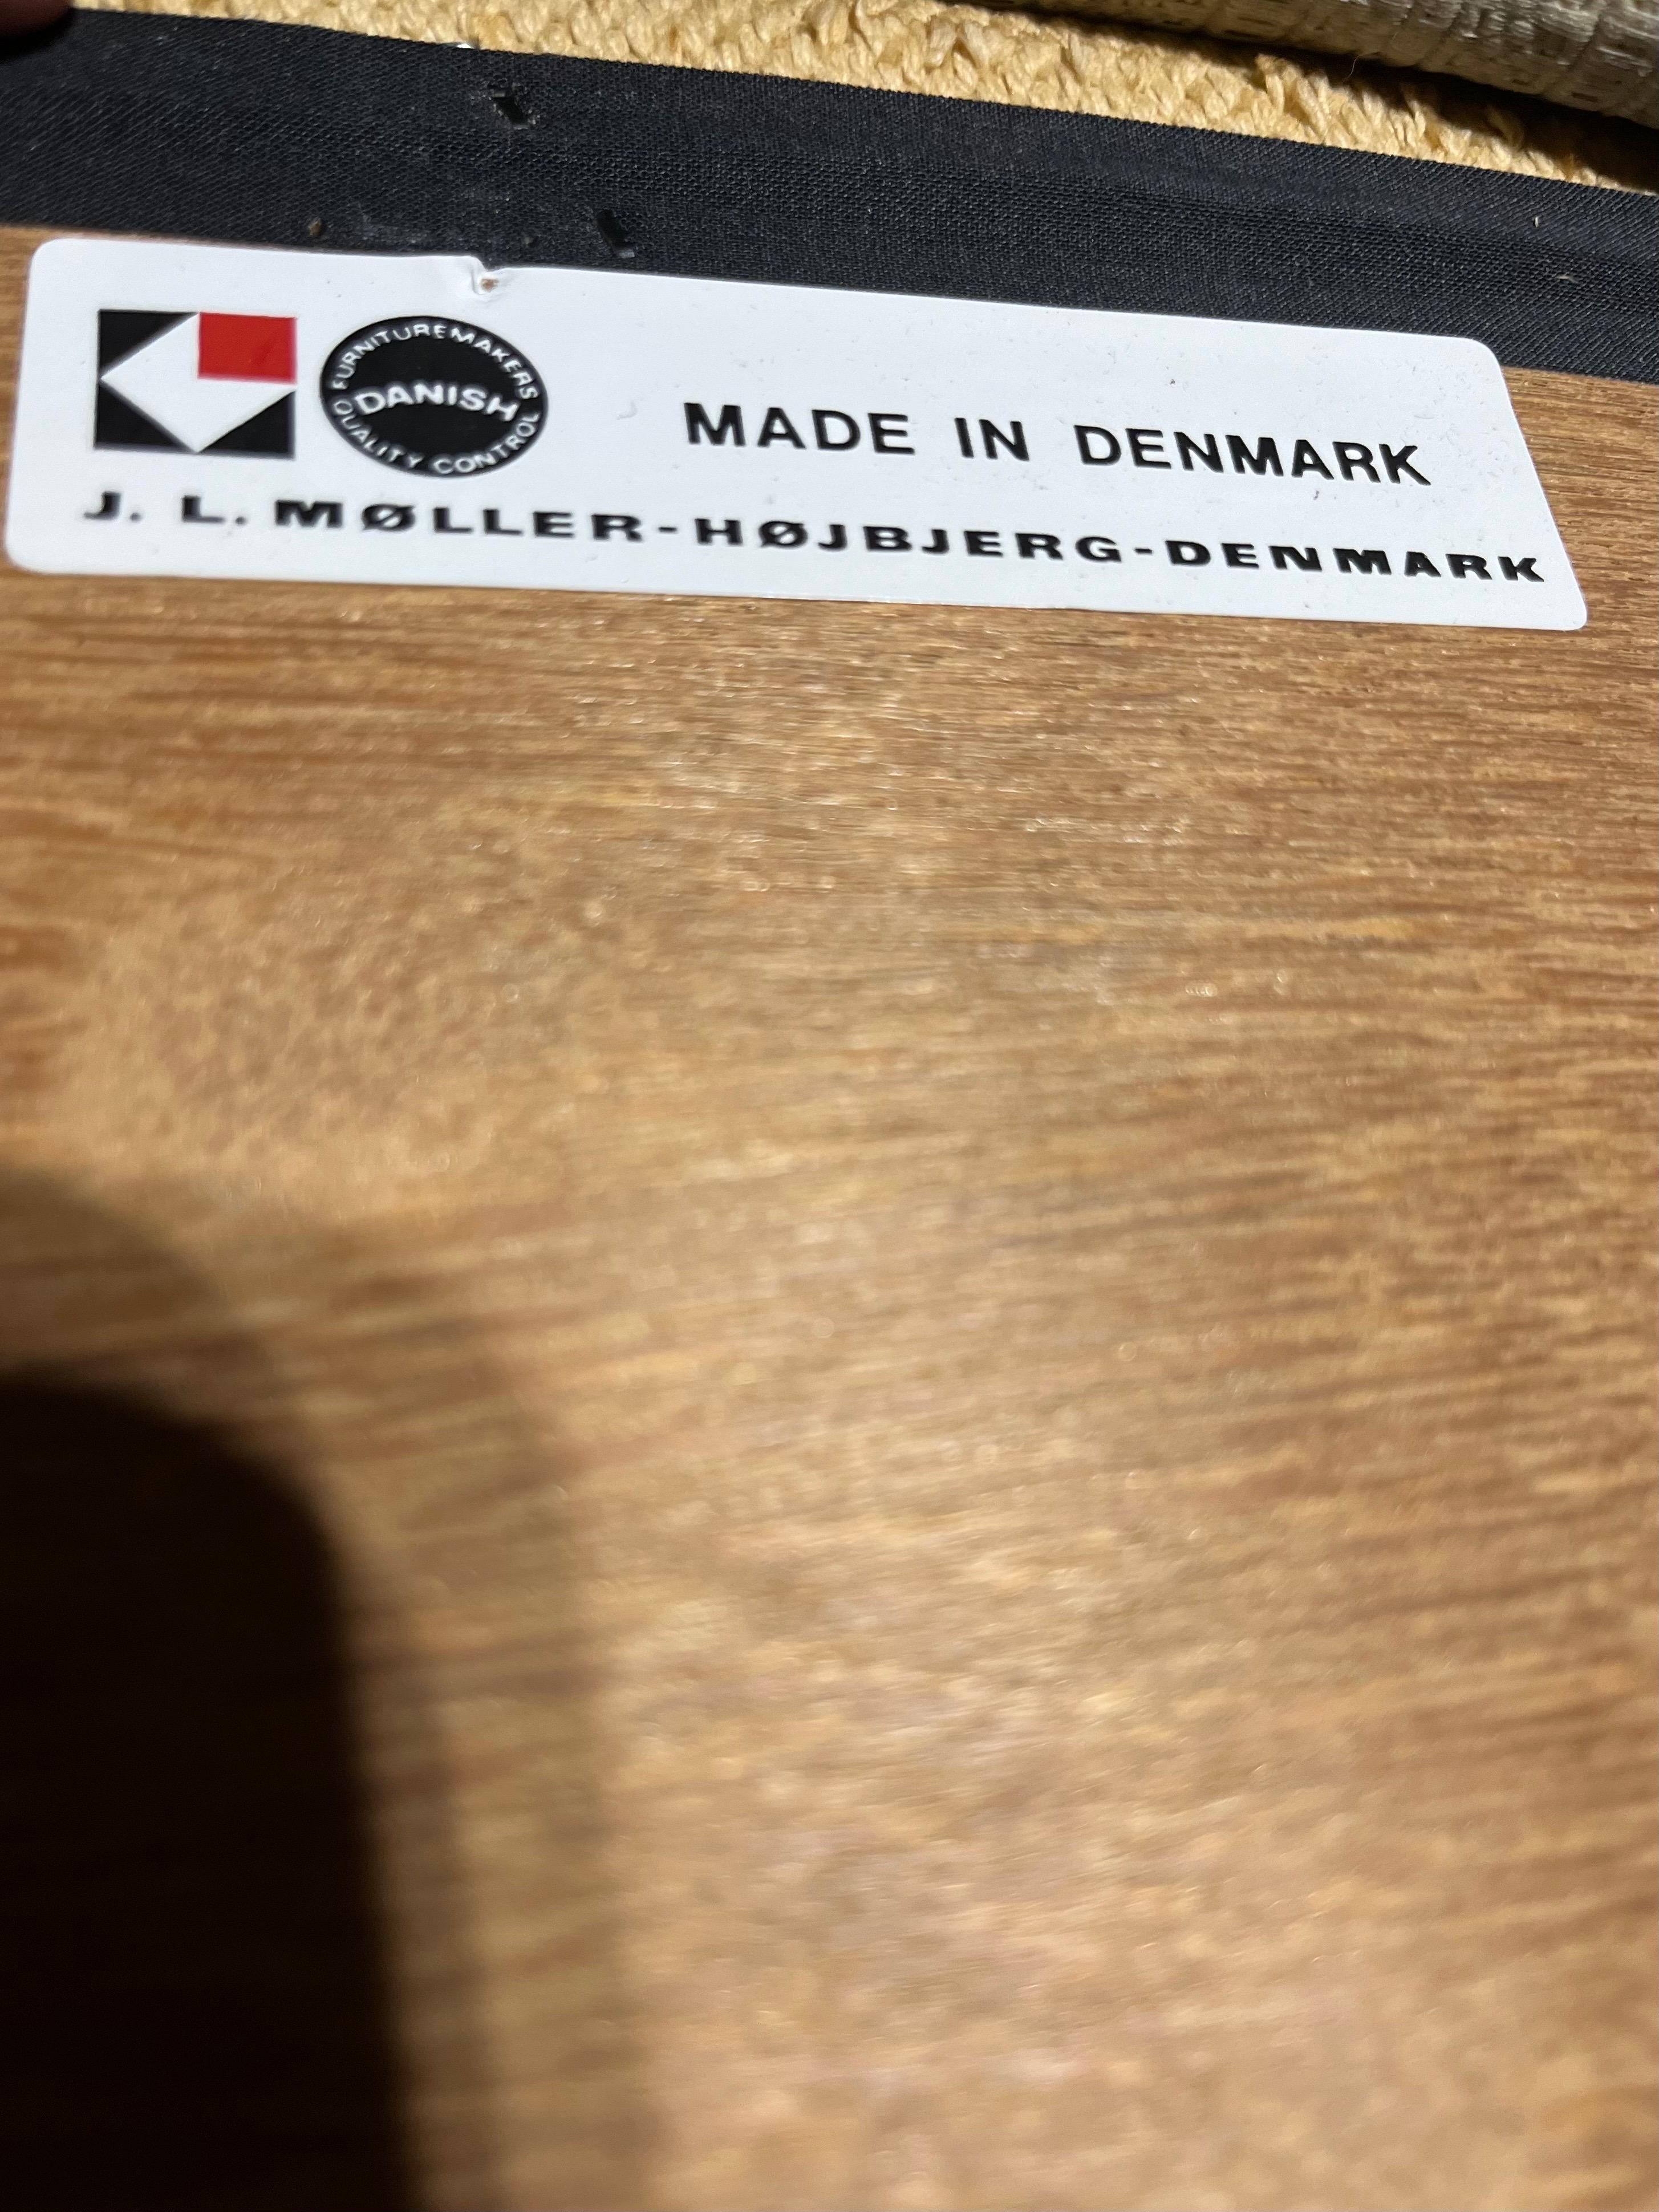 FURNITUREMAKERS
DANISH
QUALITY CONTROL
MADE IN DENMARK
J. L. MØLLER-HØJBJERG-DENMARK